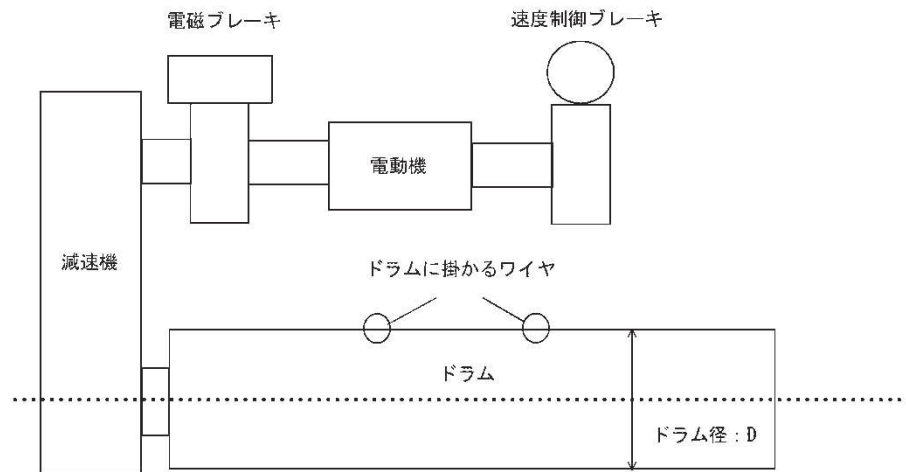 電磁ブレーキ
速度制御ブレーキ
電動機
減速機
ドラムに掛かるワイヤ
ドラム
ドラム径：D